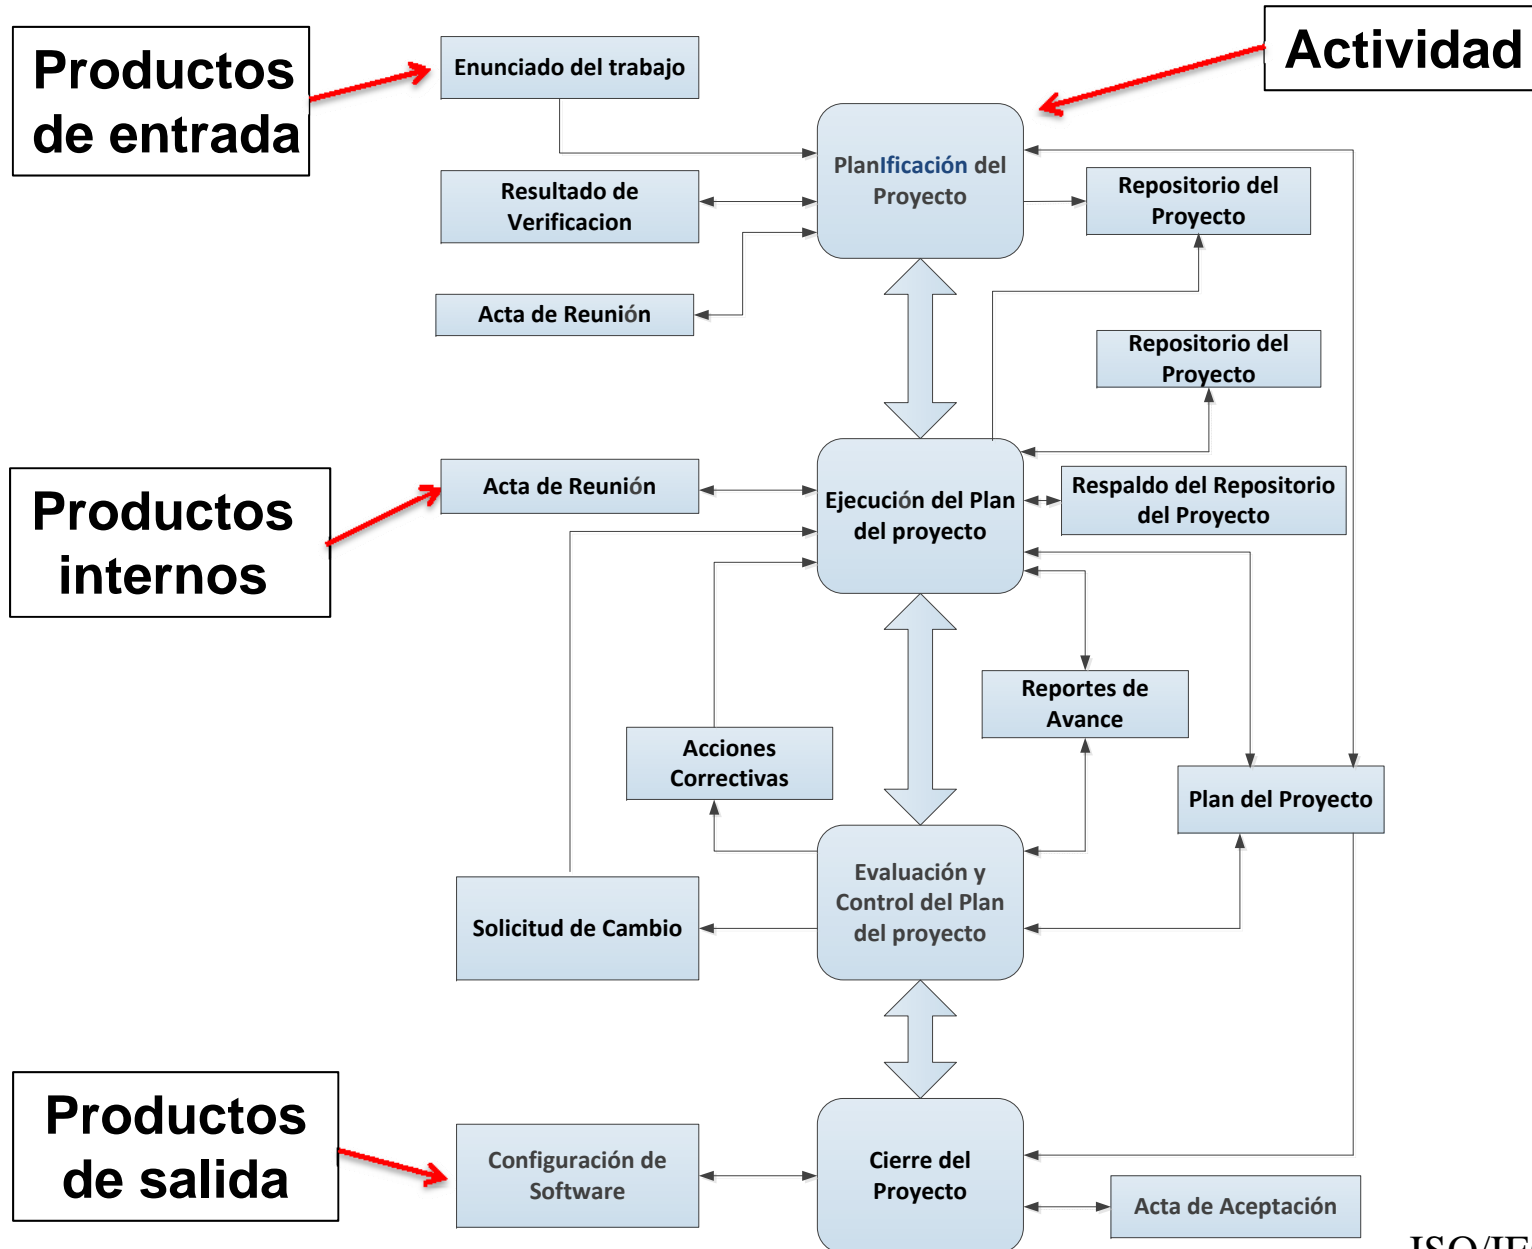 Productos
de entrada
Enunciado del trabajo
Actividad
PlanIficación del
Proyecto
Resultado de
Verificacion
Repositorio del
Proyecto
Acta de Reunión
Repositorio del
Proyecto
Productos
internos
Acta de Reunión
Ejecución del Plan
del proyecto
Respaldo del Repositorio
del Proyecto
Reportes de
Avance
Acciones
Correctivas
Plan del Proyecto
Evaluación y
Control del Plan
del proyecto
Solicitud de Cambio
Productos
de salida
Configuración de
Software
Cierre del
Proyecto
Acta de Aceptación